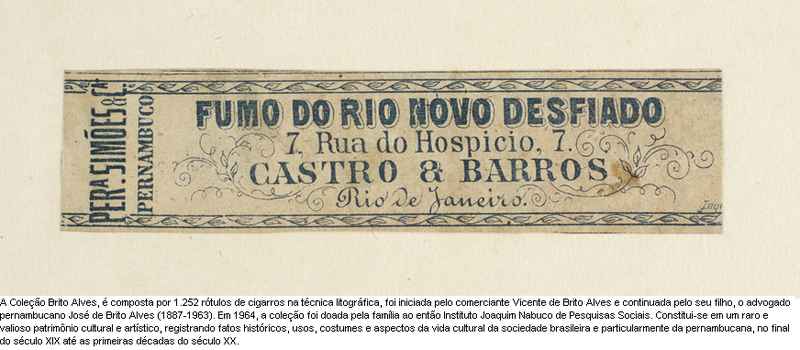 PERᴬ SIMÕES & Cᴬ.
PERNAMBUCO
FUMO DO RIO NOVO DESFIADO
7, Rua do Hospicio, 7.
CASTRO & BARROS
Rio de Janeiro.
A Coleção Brito Alves, é composta por 1.252 rótulos de cigarros na técnica litográfica, foi iniciada pelo comerciante Vicente de Brito Alves e continuada pelo seu filho, o advogado
pernambucano José de Brito Alves (1887-1963). Em 1964, a coleção foi doada pela família ao então Instituto Joaquim Nabuco de Pesquisas Sociais. Constitui-se em um raro e
valioso patrimônio cultural e artístico, registrando fatos históricos, usos, costumes e aspectos da vida cultural da sociedade brasileira e particularmente da pernambucana, no final
do século XIX até as primeiras décadas do século XX.